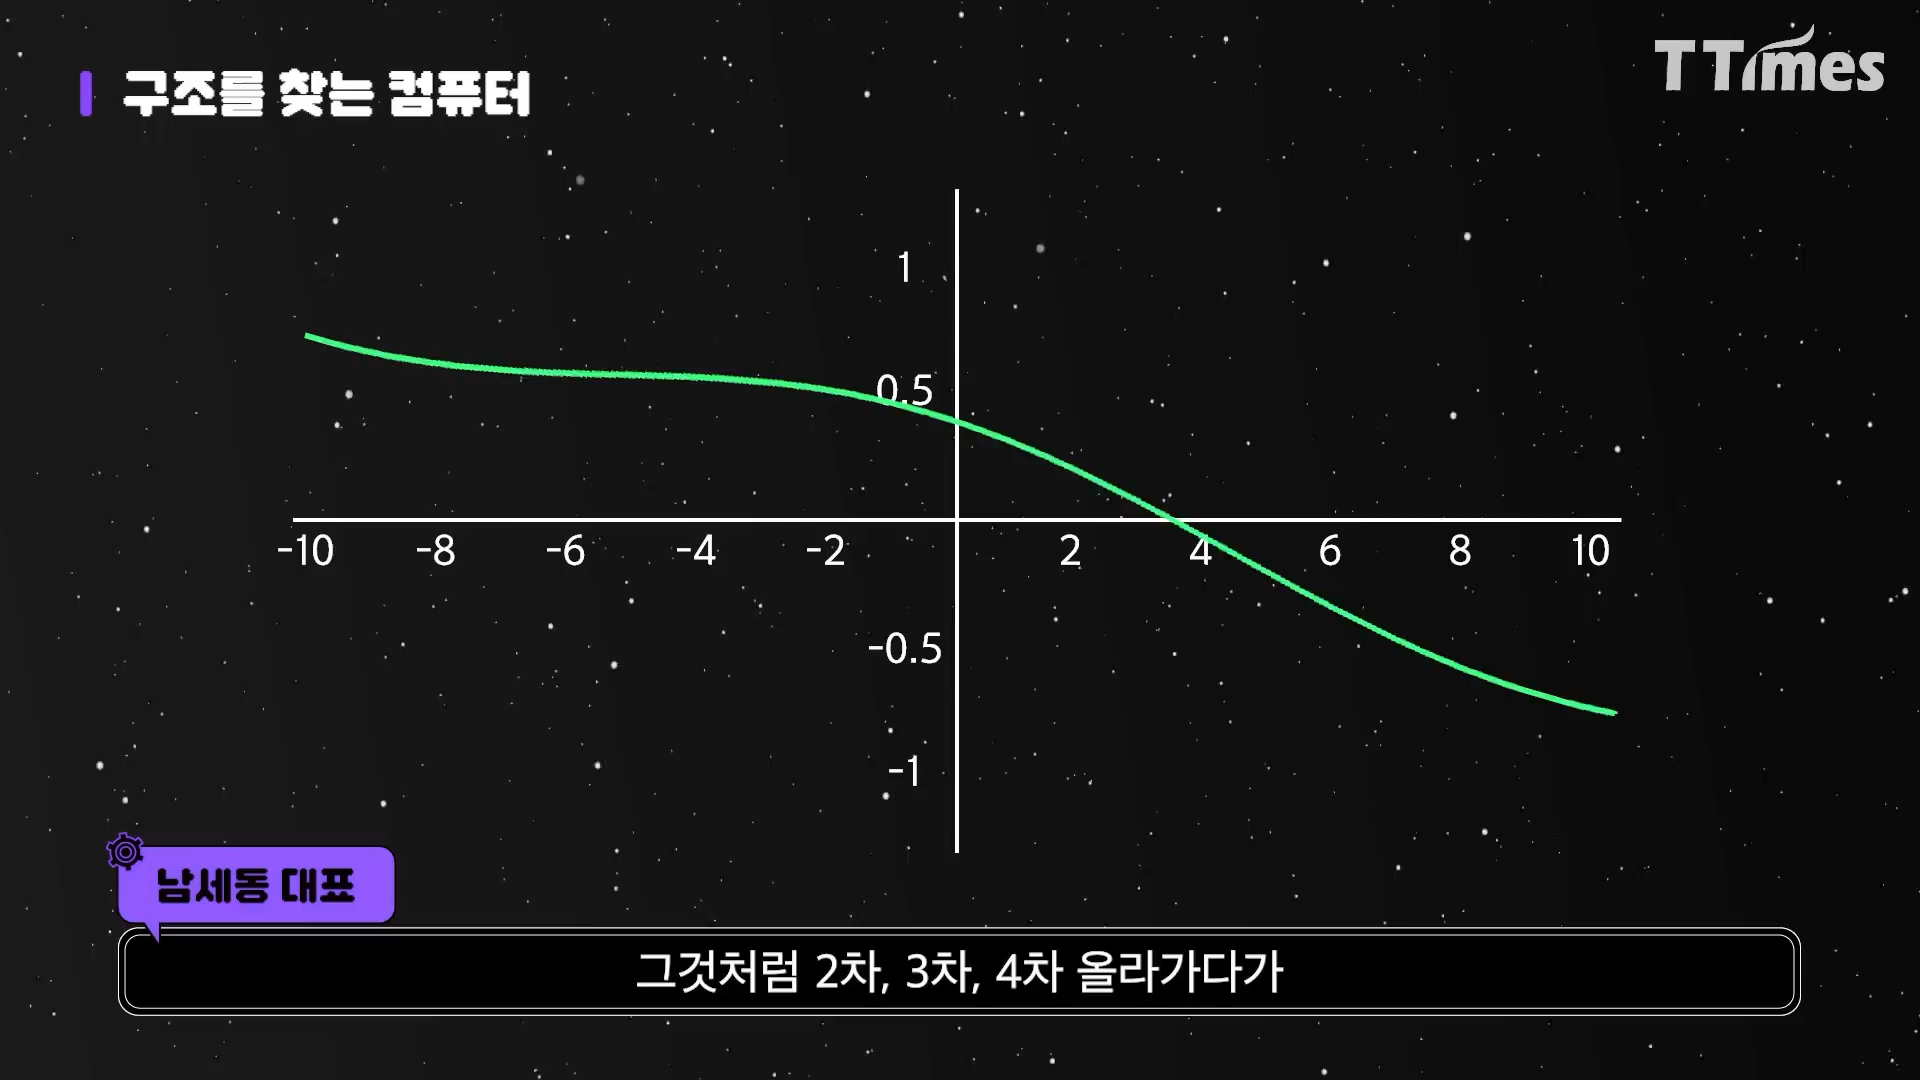 구조를 찾는 컴퓨터
TTimes
1
0.5
-10 -8 -6 -4 -2 2 4 6 8 10
-0.5
-1
남세동 대표
그것처럼 2차, 3차, 4차 올라가다가